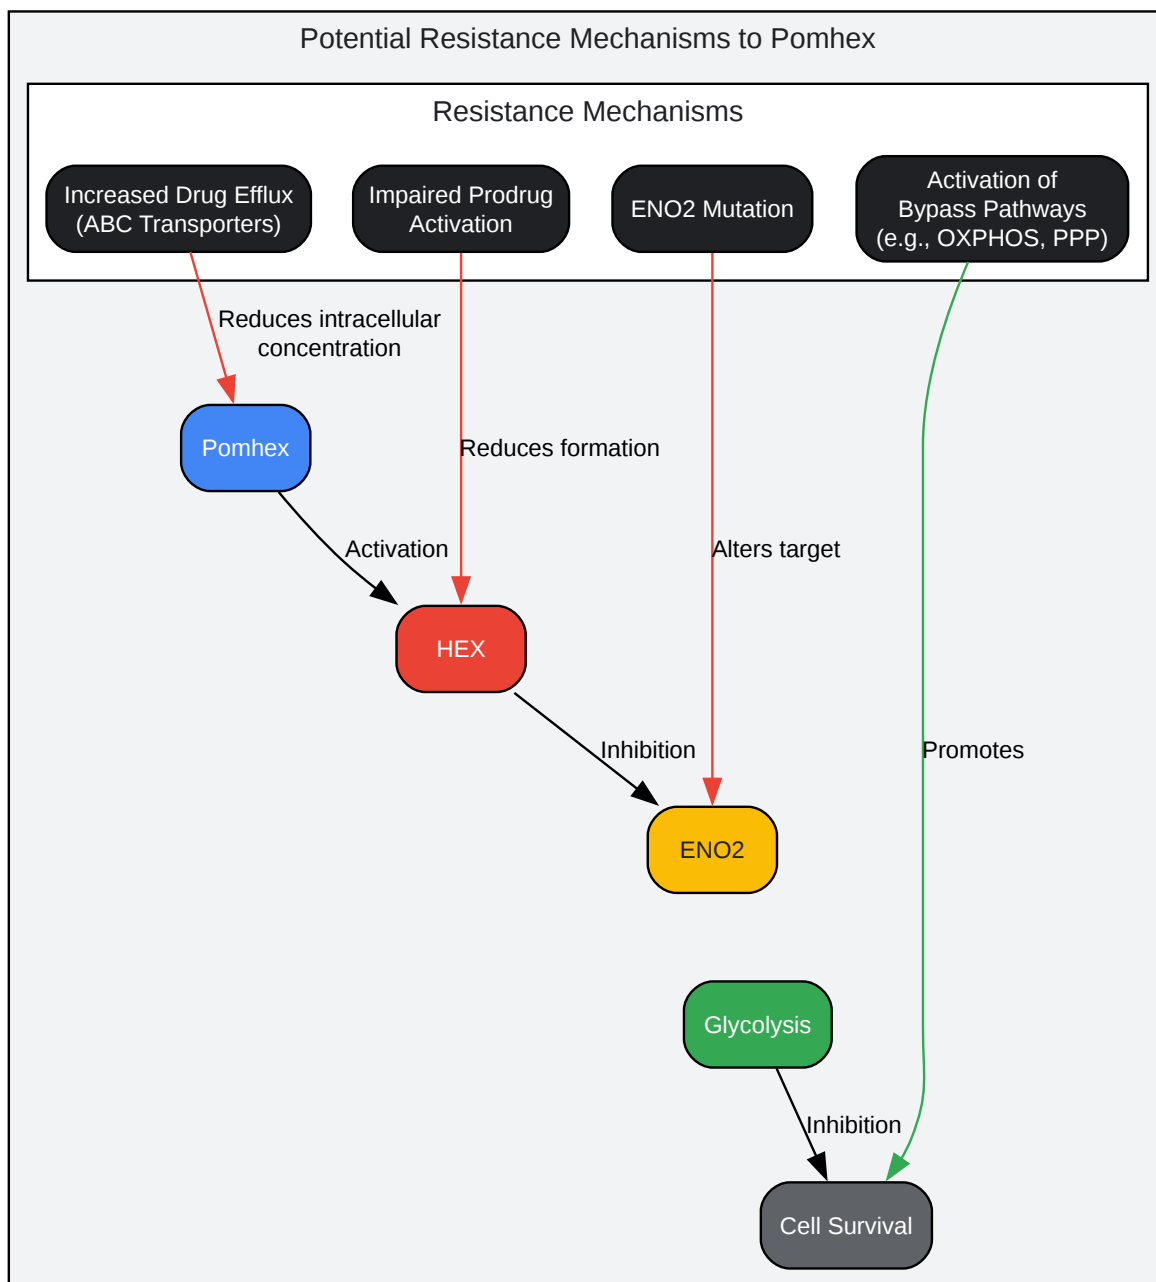 Potential Resistance Mechanisms to Pomhex
Resistance Mechanisms
Increased Drug Efflux
(ABC Transporters)
Impaired Prodrug
Activation
ENO2 Mutation
Activation of
Bypass Pathways
(e.g., OXPHOS, PPP)
Reduces intracellular
concentration
Pomhex
Reduces formation
Activation
Alters target
HEX
Inhibition
Promotes
ENO2
Glycolysis
Inhibition
Cell Survival